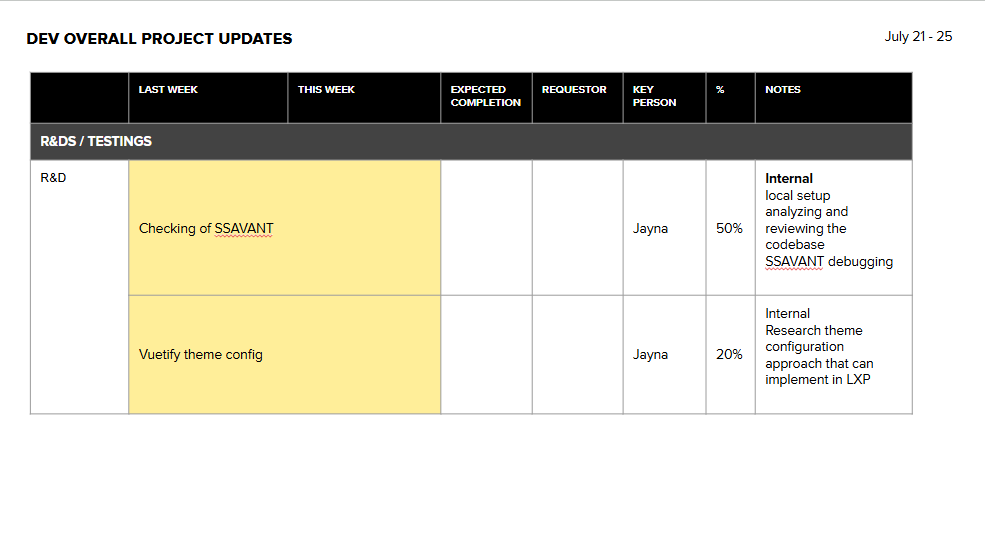 DEV OVERALL PROJECT UPDATES
July 21 - 25
LAST WEEK
THIS WEEK
EXPECTED
COMPLETION
REQUESTOR
KEY
PERSON
%
NOTES
R&DS / TESTINGS
R&D
Checking of SSAVANT
Jayna
50%
Internal
local setup
analyzing and
reviewing the
codebase
SSAVANT debugging
Vuetify theme config
Jayna
20%
Internal
Research theme
configuration
approach that can
implement in LXP